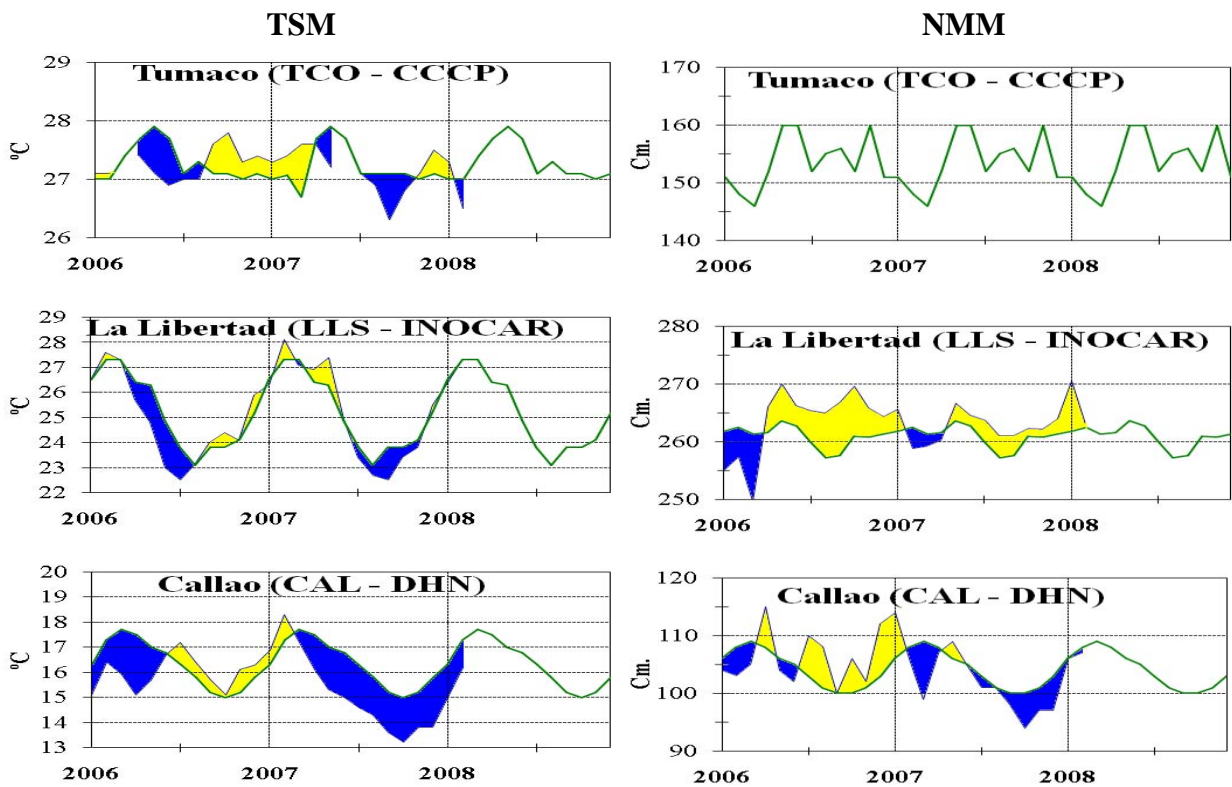 TSM
NMM
Tumaco (TCO - CCCP)
ºC
29
28
27
26
2006 2007 2008
Tumaco (TCO - CCCP)
Cm.
170
160
150
140
2006 2007 2008
La Libertad (LLS - INOCAR)
ºC
29
28
27
26
25
24
23
22
2006 2007 2008
La Libertad (LLS - INOCAR)
Cm.
280
270
260
250
2006 2007 2008
Callao (CAL - DHN)
ºC
20
19
18
17
16
15
14
13
2006 2007 2008
Callao (CAL - DHN)
Cm.
120
110
100
90
2006 2007 2008